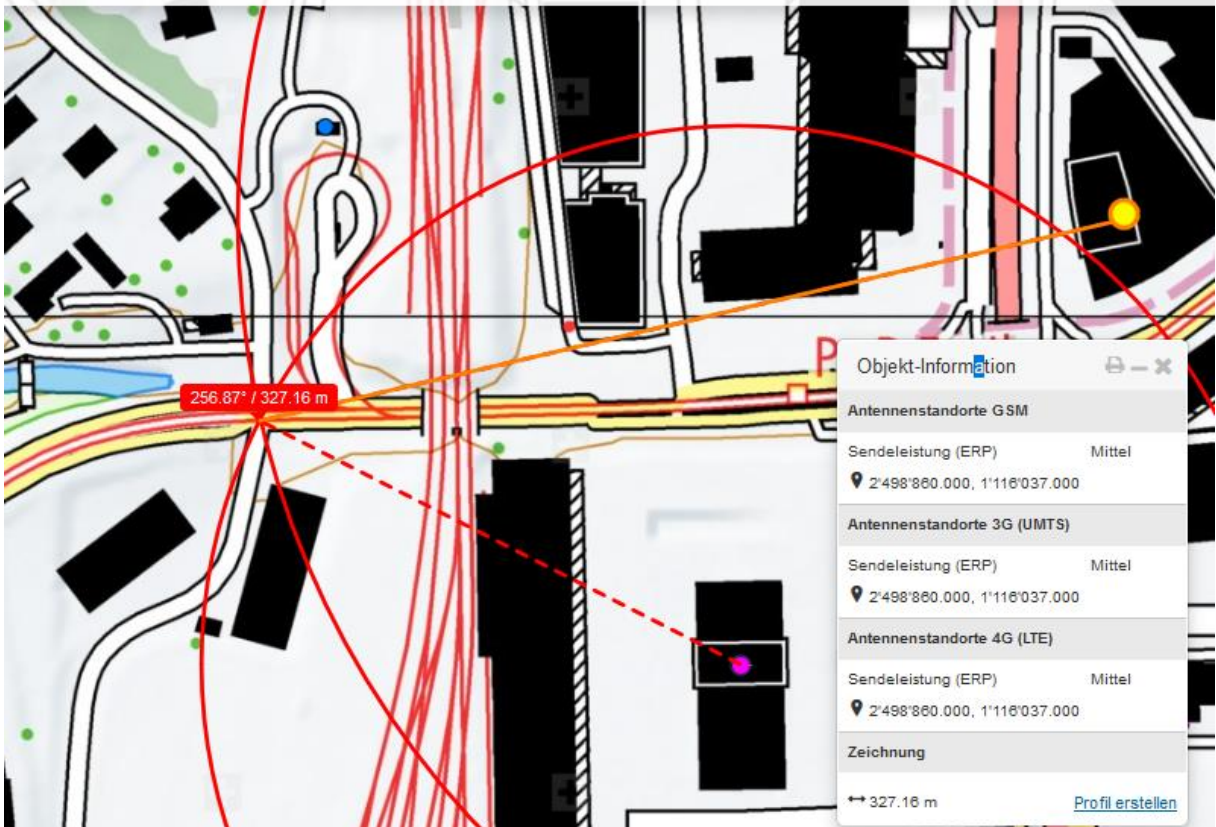 256.87° / 327.16 m
Objekt-Information
Antennenstandorte GSM
Sendeleistung (ERP) Mittel
2'498'860.000, 1'116'037.000
Antennenstandorte 3G (UMTS)
Sendeleistung (ERP) Mittel
2'498'860.000, 1'116'037.000
Antennenstandorte 4G (LTE)
Sendeleistung (ERP) Mittel
2'498'860.000, 1'116'037.000
Zeichnung
327.16 m Profil erstellen